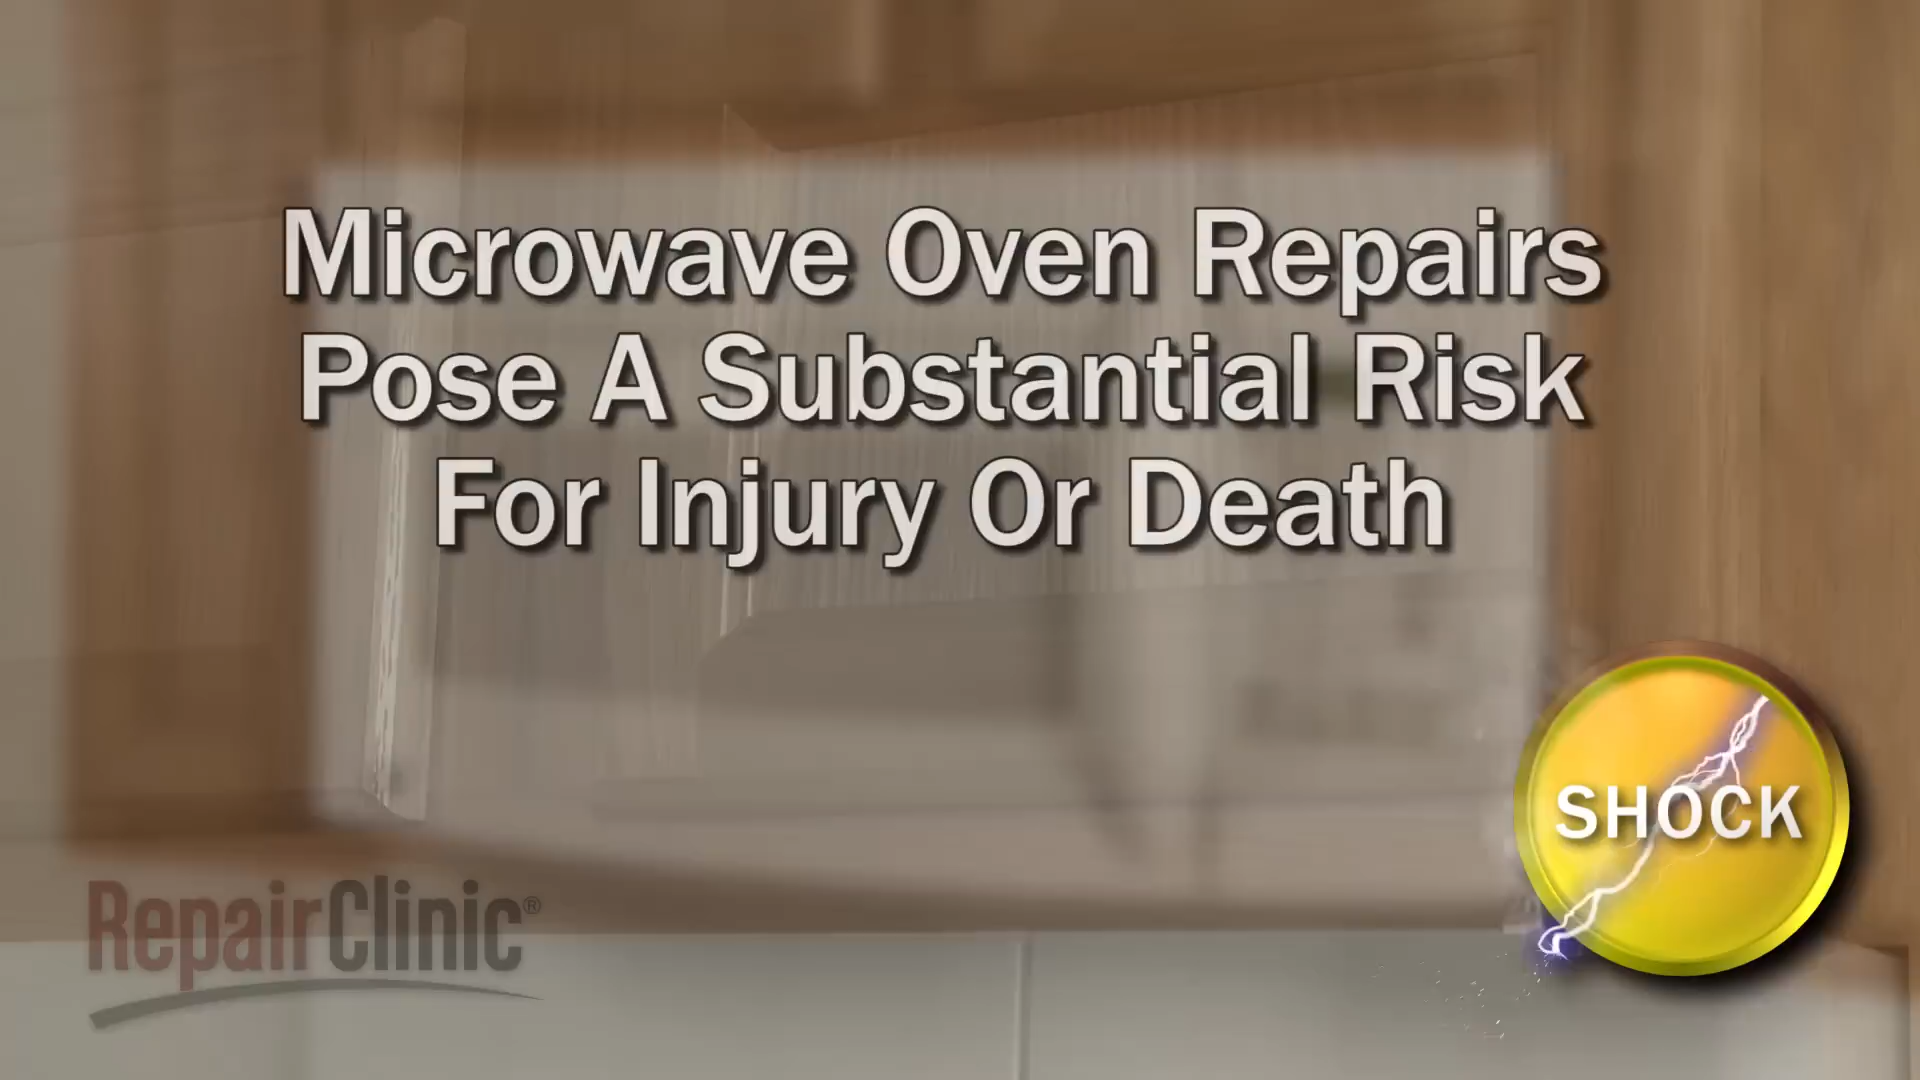 Microwave Oven Repairs
Pose A Substantial Risk
For Injury Or Death
SHOCK
RepairClinic®